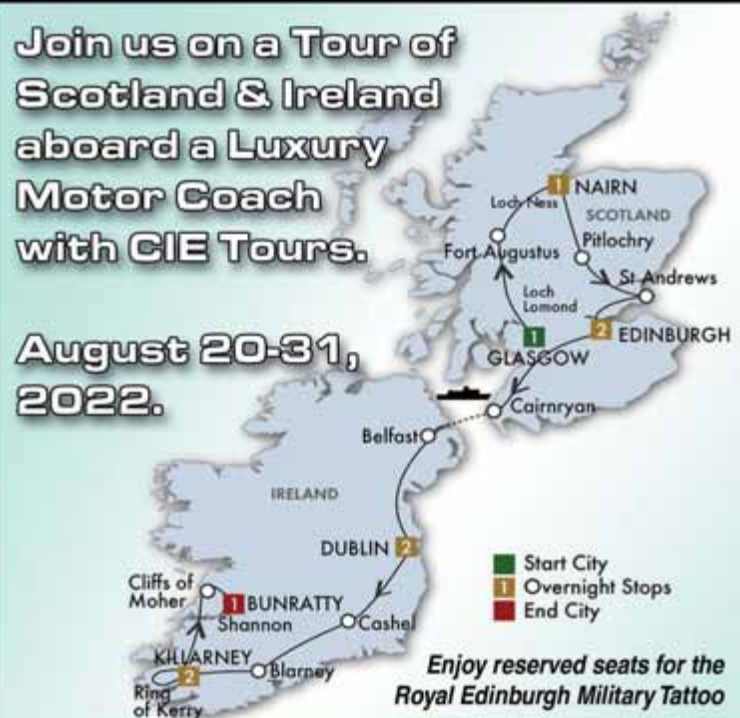 Join us on a Tour of
Scotland & Ireland
aboard a Luxury
Motor Coach
with CIE Tours.
August 20-31,
2022.
1 NAIRN
Loch Ness
SCOTLAND
Fort Augustus
Pitlochry
St Andrews
Loch
Lomond
1
GLASGOW
2 EDINBURGH
Cairnryan
Belfast
IRELAND
DUBLIN 2
Cliffs of
Moher
1 BUNRATTY
Shannon
Cashel
KILLARNEY
2
Blarney
Ring
of Kerry
Start City
1 Overnight Stops
End City
Enjoy reserved seats for the
Royal Edinburgh Military Tattoo